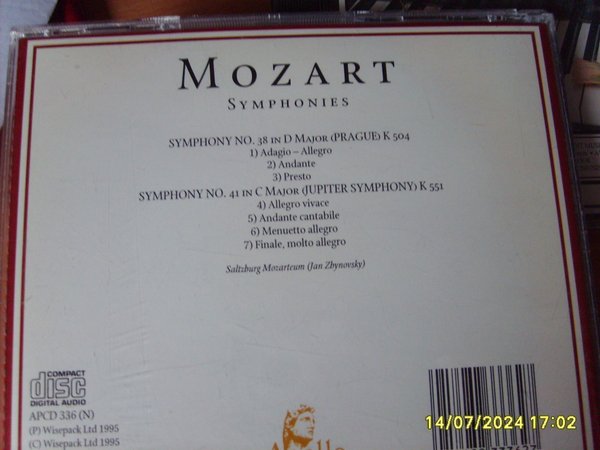 MOZART
SYMPHONIES
SYMPHONY NO. 38 IN D MAJOR (PRAGUE) K 504
1) Adagio – Allegro
2) Andante
3) Presto
SYMPHONY NO. 41 IN C MAJOR (JUPITER SYMPHONY) K 551
4) Allegro vivace
5) Andante cantabile
6) Menuetto allegro
7) Finale, molto allegro
Saltzburg Mozarteum (Jan Zbynovsky)
COMPACT
disc
DIGITAL AUDIO
APCD 336 (N)
(P) Wisepack Ltd 1995
(C) Wisepack Ltd 1995
14/07/2024 17:02